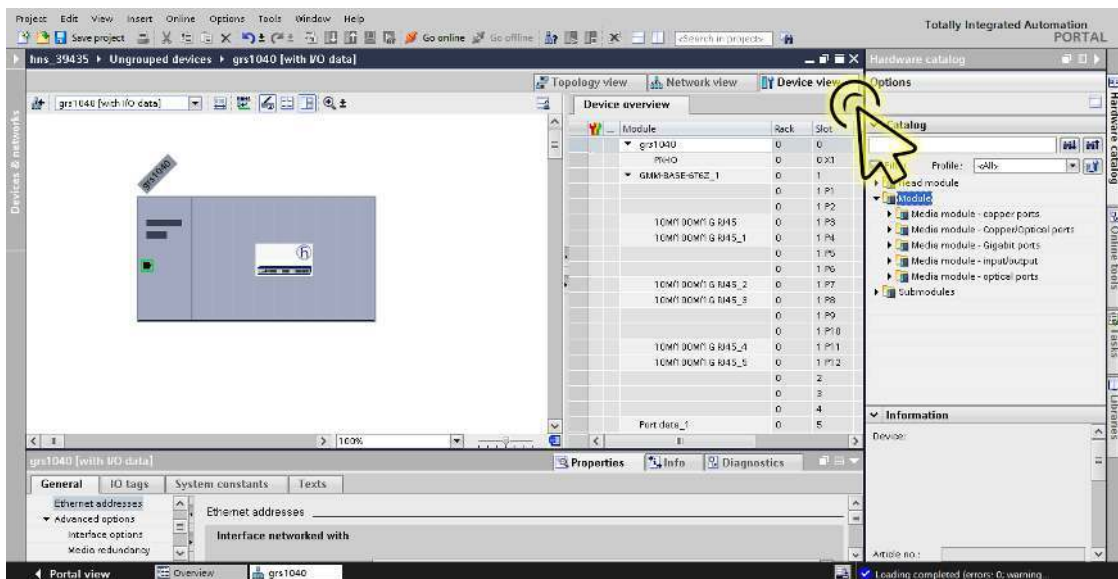 Project Edit View Insert Online Options Tools Window Help
Totally Integrated Automation
PORTAL
Save project Go online Go offline <Search in project>
hns_39435 ▸ Ungrouped devices ▸ grs1040 [with I/O data]
Hardware catalog
Topology view Network view Device view
Options
grs1040 [with I/O data]
Device overview
Module Rack Slot
Catalog
grs1040 0 0
PN-IO 0 0 X1
Profile: <All>
GMM-BASE-6T6Z_1 0 1
Head module
0 1 P1
Module
0 1 P2
Media module - copper ports
10M/100M/1G RJ45 0 1 P3
Media module - Copper/Optical ports
10M/100M/1G RJ45_1 0 1 P4
Media module - Gigabit ports
0 1 P5
Media module - input/output
0 1 P6
Media module - optical ports
10M/100M/1G RJ45_2 0 1 P7
Submodules
10M/100M/1G RJ45_3 0 1 P8
0 1 P9
0 1 P10
10M/100M/1G RJ45_4 0 1 P11
10M/100M/1G RJ45_5 0 1 P12
0 2
0 3
0 4
Port data_1 0 5
grs1040
Devices & networks
Hardware catalog
Online tools
Tasks
Libraries
Information
Device:
100%
grs1040 [with I/O data]
Properties Info Diagnostics
General IO tags System constants Texts
Ethernet addresses
Advanced options
Interface options
Media redundancy
Ethernet addresses
Interface networked with
Article no.:
Portal view Overview grs1040
Loading completed (errors: 0; warning...